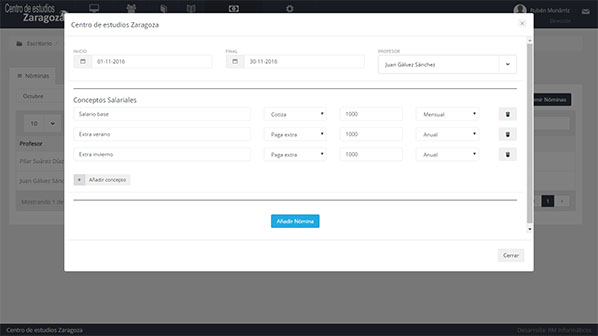 Centro de estudios
Zaragoza
Rubén Munárriz
Dirección
Escritorio /
Nóminas
Octubre
10
Profesor
Pilar Suárez Díaz
Juan Gálvez Sánc
Mostrando 1 de
Nóminas
1
Centro de estudios Zaragoza
×
INICIO
FINAL
PROFESOR
01-11-2016
30-11-2016
Juan Gálvez Sánchez
Conceptos Salariales
Salario base Cotiza 1000 Mensual
Extra verano Paga extra 1000 Anual
Extra invierno Paga extra 1000 Anual
+ Añadir concepto
Añadir Nómina
Cerrar
Centro de estudios Zaragoza
Desarrollo: RM Informáticos